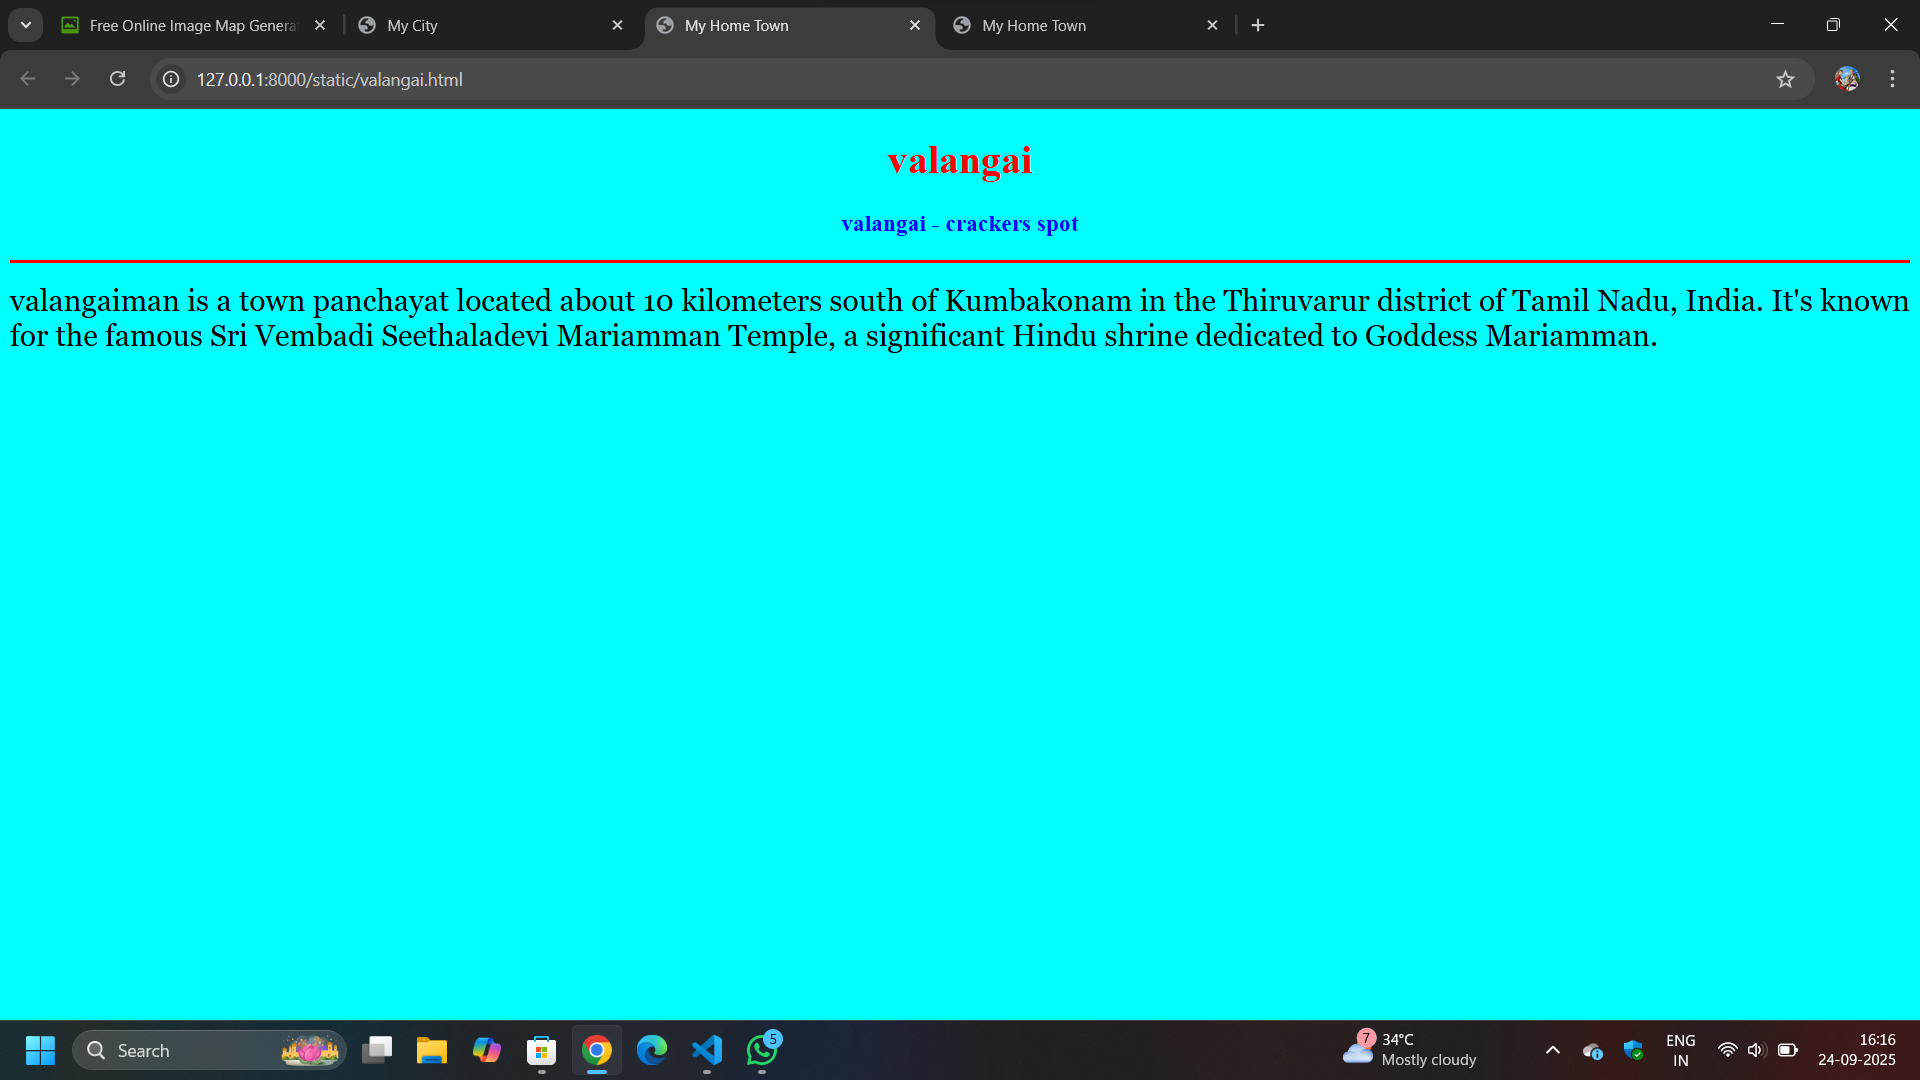 Free Online Image Map Genera
My City
My Home Town
My Home Town
127.0.0.1:8000/static/valangai.html
valangai
valangai - crackers spot
valangaiman is a town panchayat located about 10 kilometers south of Kumbakonam in the Thiruvarur district of Tamil Nadu, India. It's known
for the famous Sri Vembadi Seethaladevi Mariamman Temple, a significant Hindu shrine dedicated to Goddess Mariamman.
Search
5
7
34°C
Mostly cloudy
ENG
IN
16:16
24-09-2025